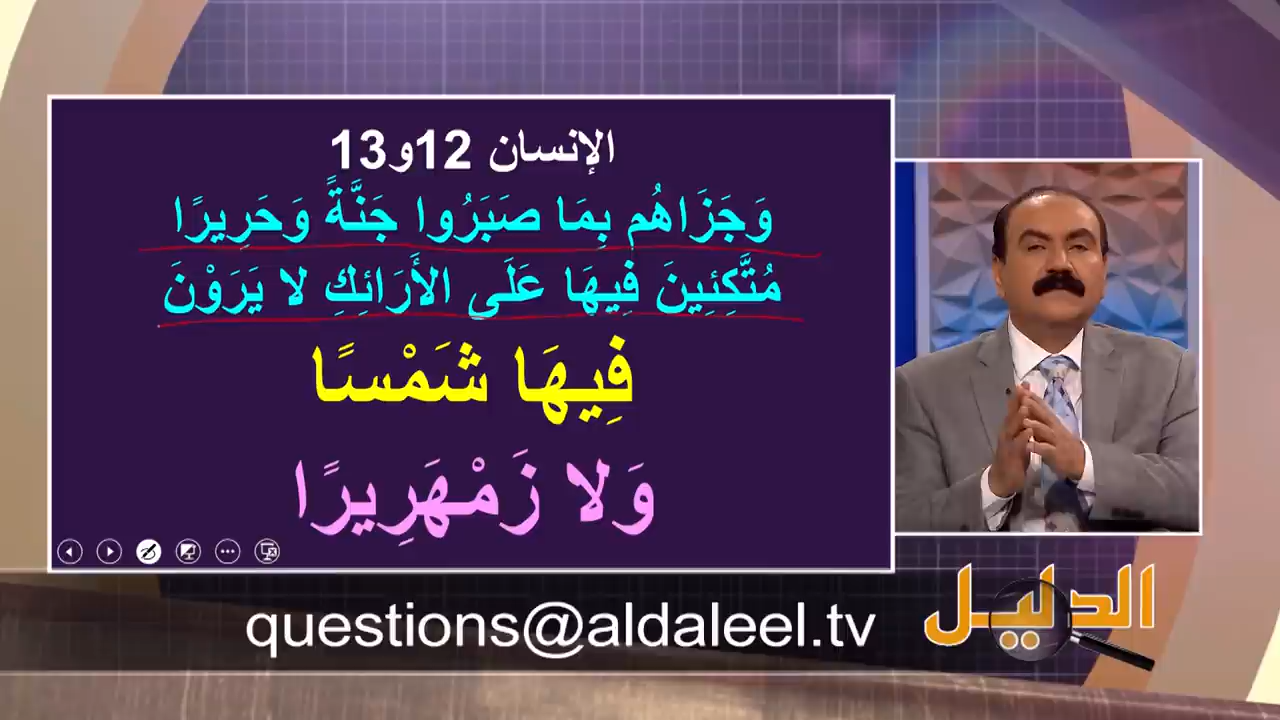 الإنسان 12و13
وَجَزَاهُم بِمَا صَبَرُوا جَنَّةً وَحَرِيرًا
مُتَّكِئِينَ فِيهَا عَلَى الأَرَائِكِ لا يَرَوْنَ
فِيهَا شَمْسًا
وَلا زَمْهَرِيرًا
questions@aldaleel.tv
الدليل